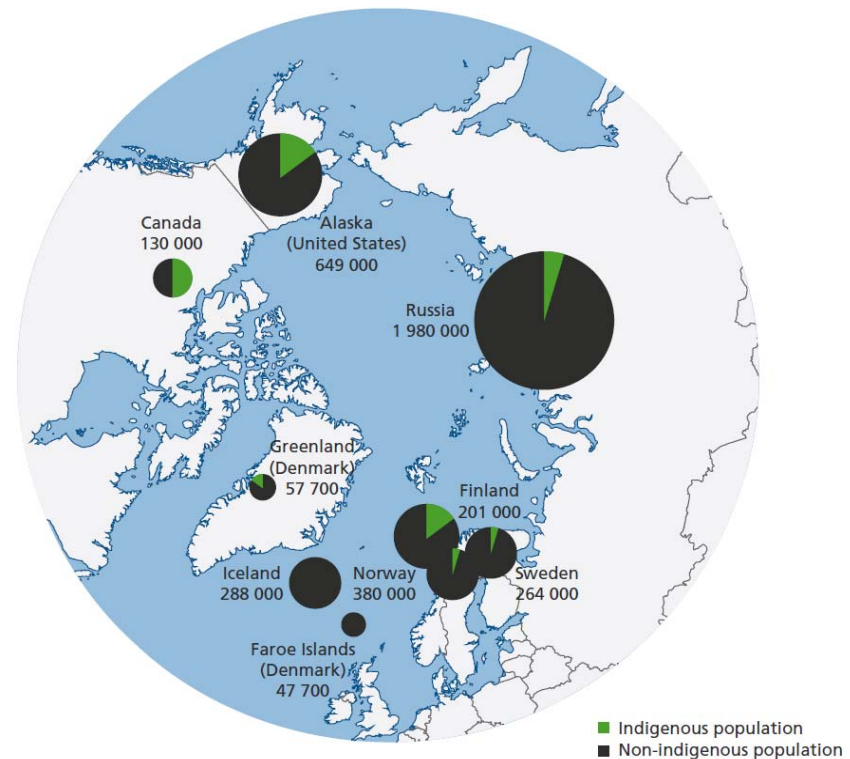 Canada
130 000
Alaska
(United States)
649 000
Russia
1 980 000
Greenland
(Denmark)
57 700
Finland
201 000
Iceland
288 000
Norway
380 000
Sweden
264 000
Faroe Islands
(Denmark)
47 700
Indigenous population
Non-indigenous population